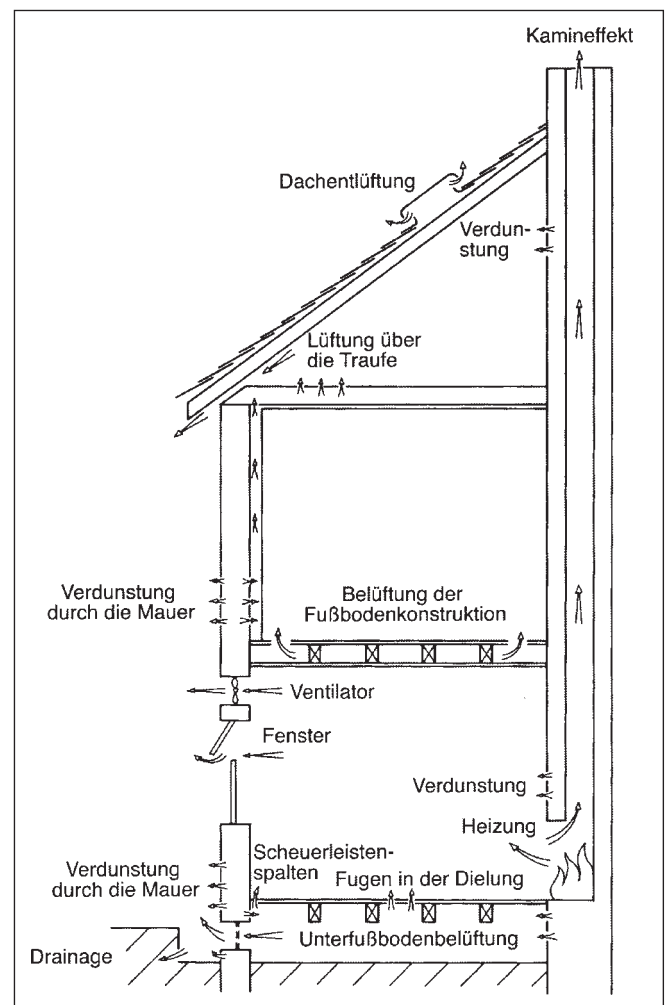 Kamineffekt
Dachentlüftung
Verdun-
stung
Lüftung über
die Traufe
Verdunstung
durch die Mauer
Belüftung der
Fußbodenkonstruktion
Ventilator
Fenster
Verdunstung
Heizung
Verdunstung
durch die Mauer
Scheuerleisten-
spalten
Fugen in der Dielung
Unterfußbodenbelüftung
Drainage